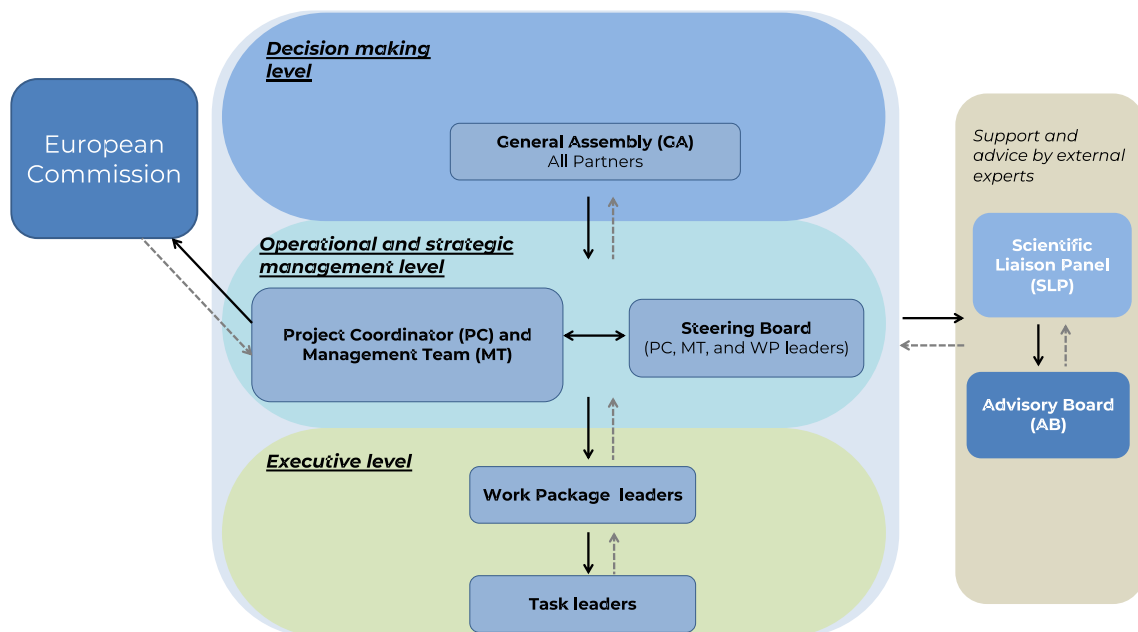 Decision making
level
European
Commission
General Assembly (GA)
All Partners
Support and
advice by external
experts
Operational and strategic
management level
Scientific
Liaison Panel
(SLP)
Project Coordinator (PC) and
Management Team (MT)
Steering Board
(PC, MT, and WP leaders)
Advisory Board
(AB)
Executive level
Work Package leaders
Task leaders